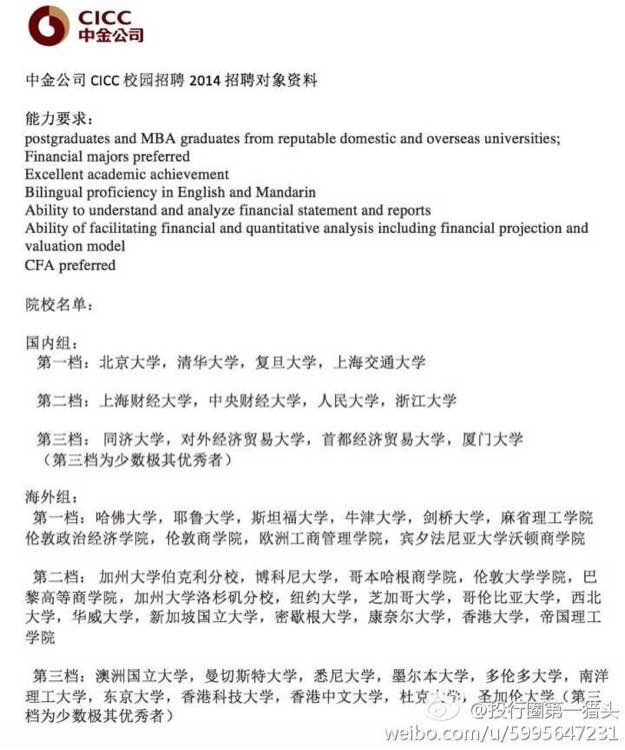 CICC
中金公司
中金公司 CICC 校园招聘 2014 招聘对象资料
能力要求：
postgraduates and MBA graduates from reputable domestic and overseas universities;
Financial majors preferred
Excellent academic achievement
Bilingual proficiency in English and Mandarin
Ability to understand and analyze financial statement and reports
Ability of facilitating financial and quantitative analysis including financial projection and
valuation model
CFA preferred
院校名单：
国内组：
第一档：北京大学，清华大学，复旦大学，上海交通大学
第二档：上海财经大学，中央财经大学，人民大学，浙江大学
第三档：同济大学，对外经济贸易大学，首都经济贸易大学，厦门大学
（第三档为少数极其优秀者）
海外组：
第一档：哈佛大学，耶鲁大学，斯坦福大学，牛津大学，剑桥大学，麻省理工学院
伦敦政治经济学院，伦敦商学院，欧洲工商管理学院，宾夕法尼亚大学沃顿商学院
第二档： 加州大学伯克利分校，博科尼大学，哥本哈根商学院，伦敦大学学院，巴
黎高等商学院，加州大学洛杉矶分校，纽约大学，芝加哥大学，哥伦比亚大学，西北
大学，华威大学，新加坡国立大学，密歇根大学，康奈尔大学，香港大学，帝国理工
学院
第三档：澳洲国立大学，曼切斯特大学，悉尼大学，墨尔本大学，多伦多大学，南洋
理工大学，东京大学，香港科技大学，香港中文大学，杜克大学，圣加伦大学（第三
档为少数极其优秀者）
@投行圈第一猎头
weibo.com/u/5995647231